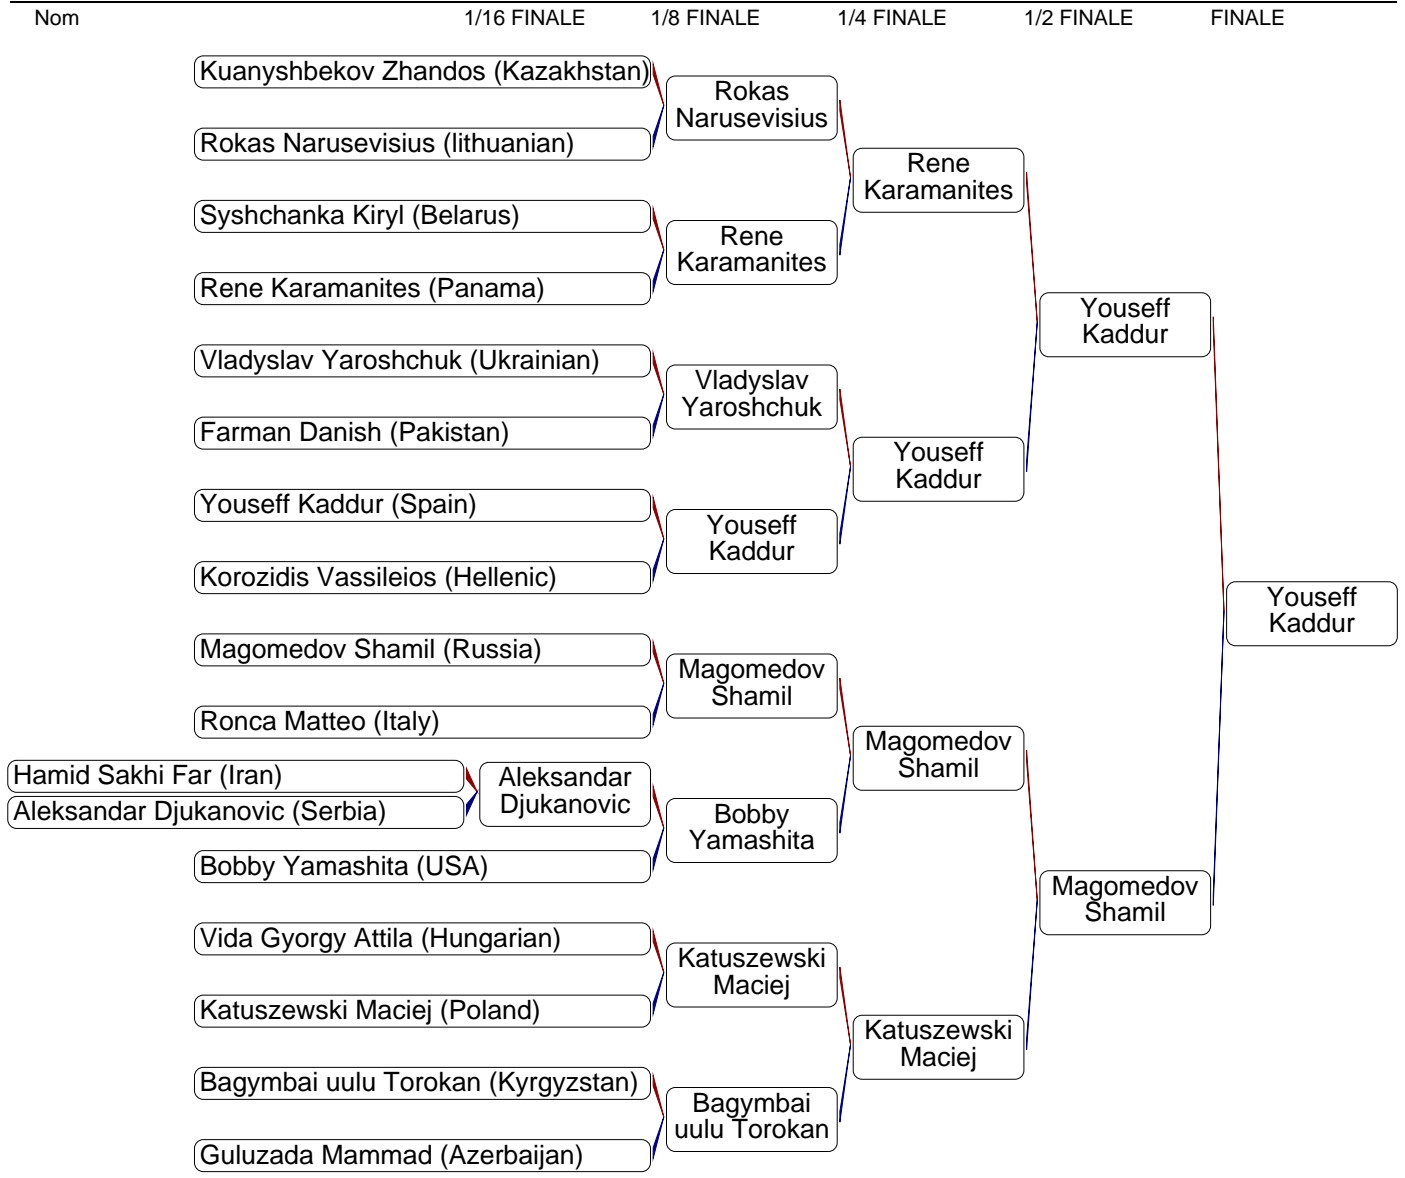 Nom 1/16 FINALE 1/8 FINALE 1/4 FINALE 1/2 FINALE FINALE
Kuanyshbekov Zhandos (Kazakhstan)
Rokas
Narusevisius
Rokas Narusevisius (lithuanian)
Rene
Karamanites
Syshchanka Kiryl (Belarus)
Rene
Karamanites
Rene Karamanites (Panama)
Youseff
Kaddur
Vladyslav Yaroshchuk (Ukrainian)
Vladyslav
Yaroshchuk
Farman Danish (Pakistan)
Youseff
Kaddur
Youseff Kaddur (Spain)
Youseff
Kaddur
Korozidis Vassileios (Hellenic)
Youseff
Kaddur
Magomedov Shamil (Russia)
Magomedov
Shamil
Ronca Matteo (Italy)
Magomedov
Shamil
Hamid Sakhi Far (Iran)
Aleksandar
Djukanovic
Aleksandar Djukanovic (Serbia)
Bobby
Yamashita
Bobby Yamashita (USA)
Magomedov
Shamil
Vida Gyorgy Attila (Hungarian)
Katuszewski
Maciej
Katuszewski Maciej (Poland)
Katuszewski
Maciej
Bagymbai uulu Torokan (Kyrgyzstan)
Bagymbai
uulu Torokan
Guluzada Mammad (Azerbaijan)